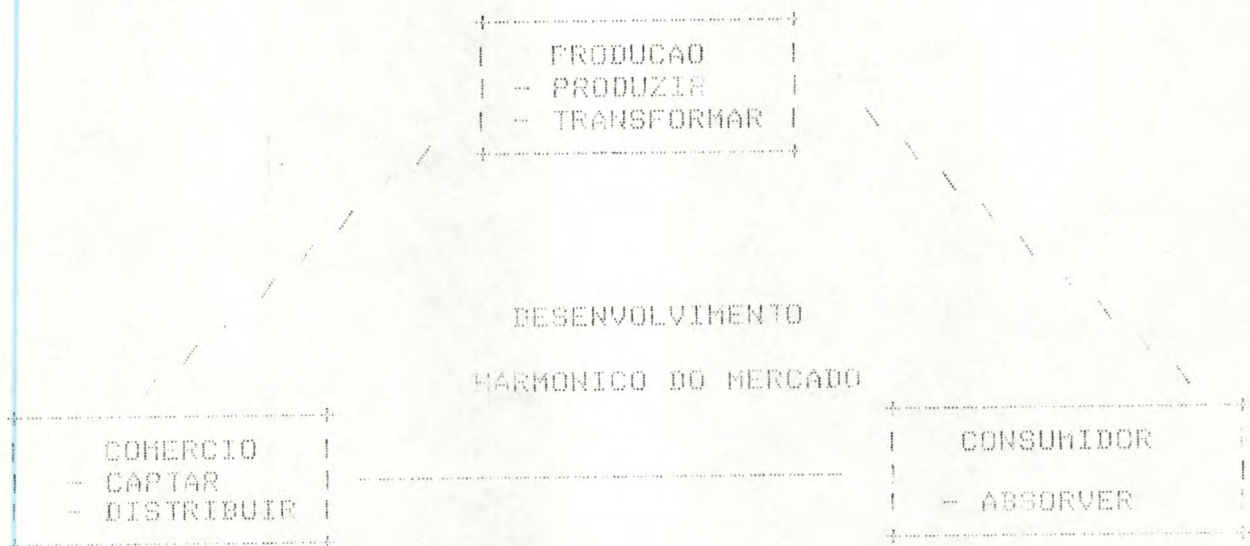 PRODUCAO
- PRODUZIR
- TRANSFORMAR
DESENVOLVIMENTO
HARMONICO DO MERCADO
COMERCIO
- CAPTAR
- DISTRIBUIR
CONSUMIDOR
- ABSORVER